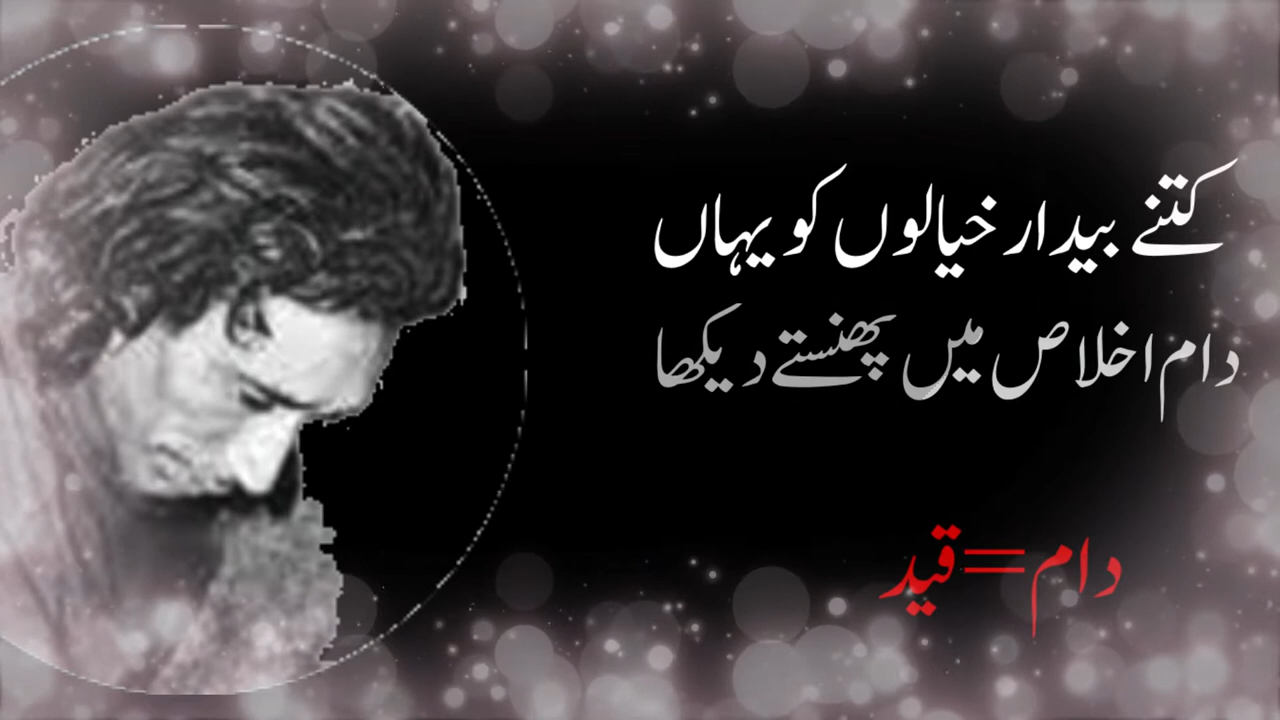 کتنے بیدار خیالوں کو یہاں
دام اخلاص میں پھنستے دیکھا
دام=قید